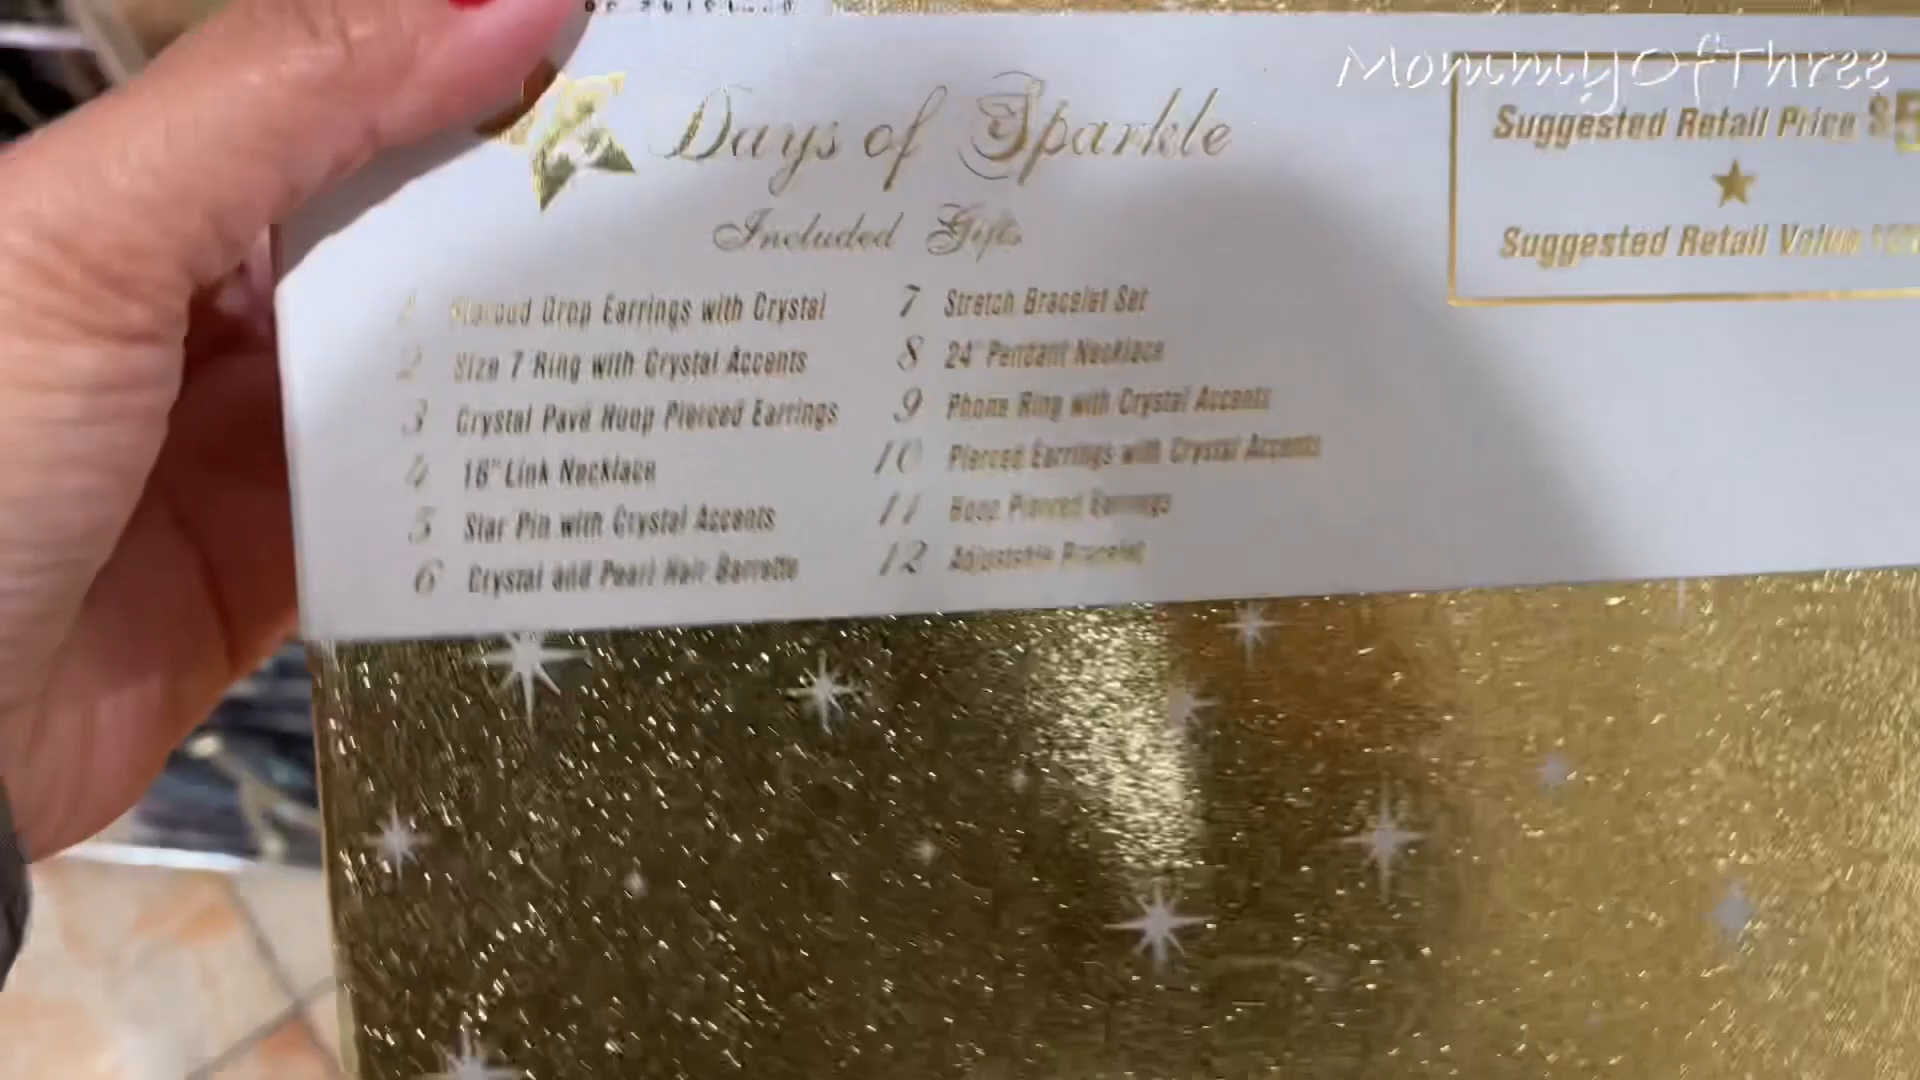 MommyOfThree
Days of Sparkle
Included Gifts
Suggested Retail Price $5
Suggested Retail Value
1 Drop Earrings with Crystal
2 Size 7 Ring with Crystal Accents
3 Crystal Pavé Hoop Pierced Earrings
4 16" Link Necklace
5 Star Pin with Crystal Accents
6 Crystal and Pearl Hair Barrette
7 Stretch Bracelet Set
8 24" Pendant Necklace
9 Phone Ring with Crystal Accents
10 Pierced Earrings with Crystal Accents
11 Hoop Pierced Earrings
12 Adjustable Bracelet